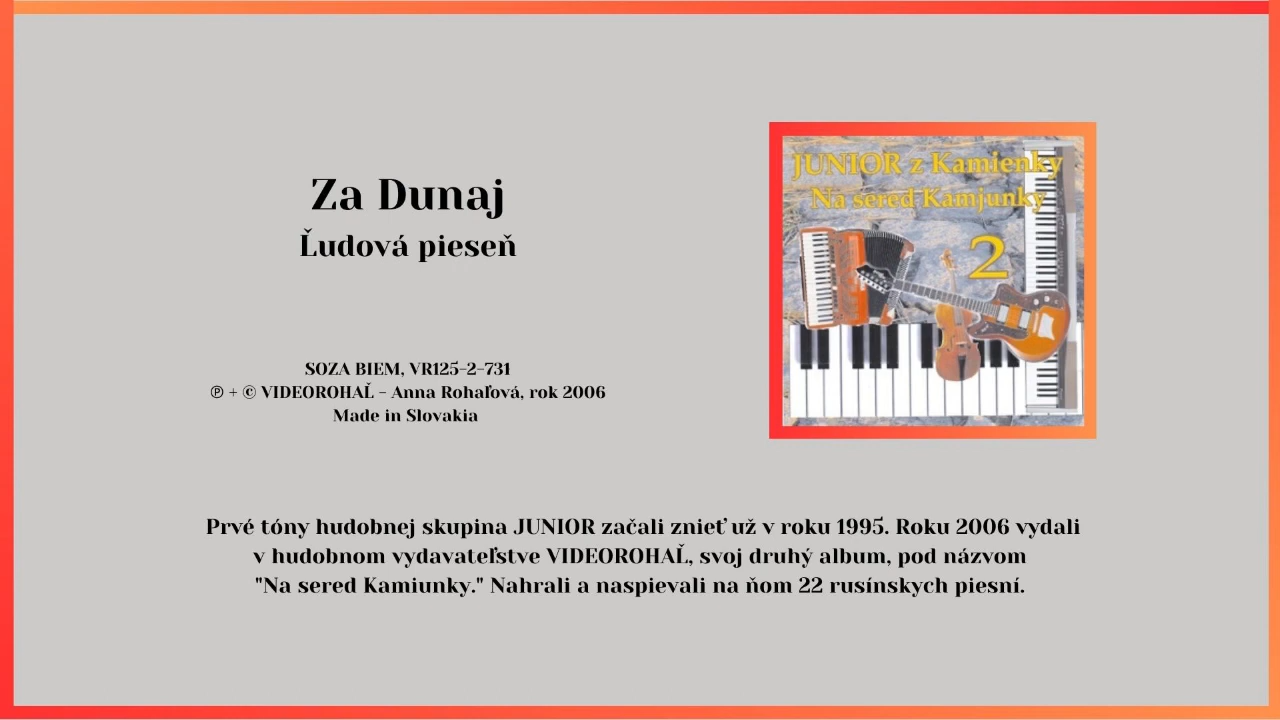 Za Dunaj
Ľudová pieseň
SOZA BIEM, VR125-2-731
℗ + © VIDEOROHAĽ - Anna Rohaľová, rok 2006
Made in Slovakia
JUNIOR z Kamienky
Na sered Kamjunky
2
Prvé tóny hudobnej skupina JUNIOR začali znieť už v roku 1995. Roku 2006 vydali
v hudobnom vydavateľstve VIDEOROHAĽ, svoj druhý album, pod názvom
"Na sered Kamiunky." Nahrali a naspievali na ňom 22 rusínskych piesní.